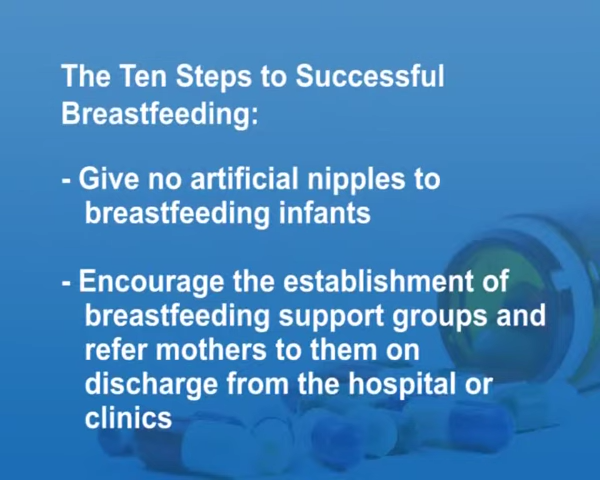 The Ten Steps to Successful
Breastfeeding:
- Give no artificial nipples to
breastfeeding infants
- Encourage the establishment of
breastfeeding support groups and
refer mothers to them on
discharge from the hospital or
clinics